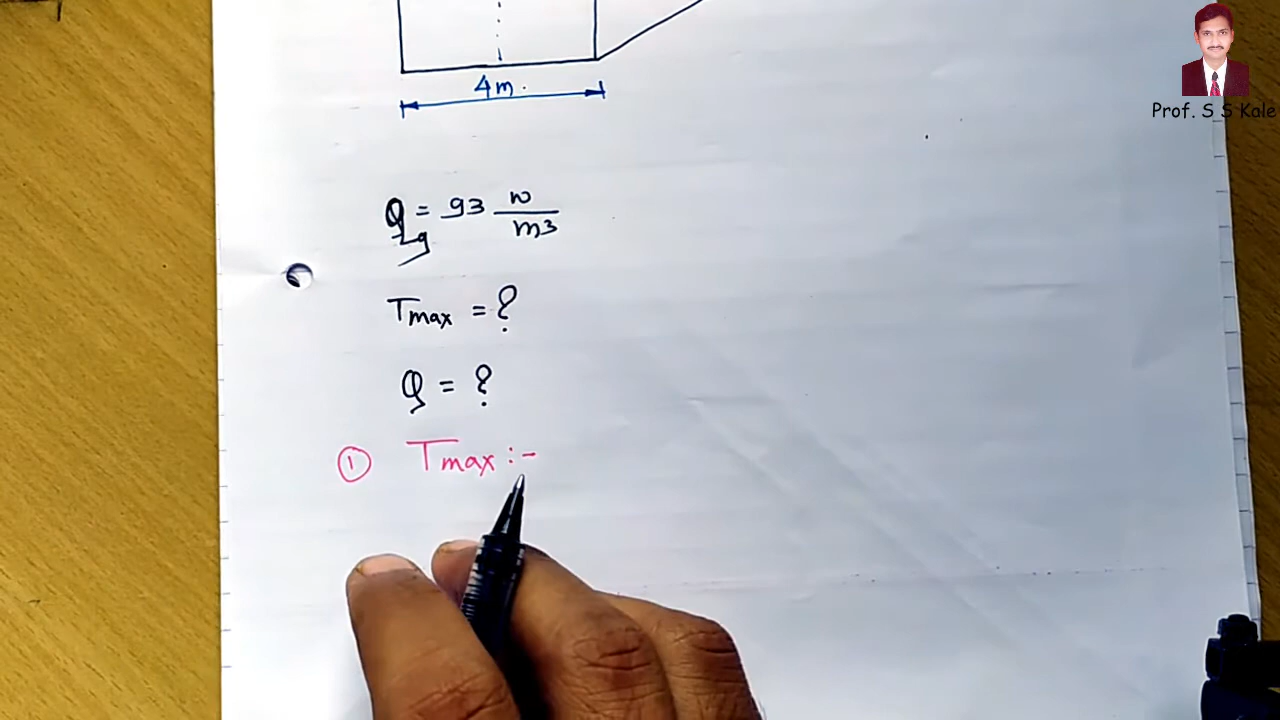 Prof. S S Kale
4m.
qg = 93 w/m3
Tmax = ?
Q = ?
① Tmax :-